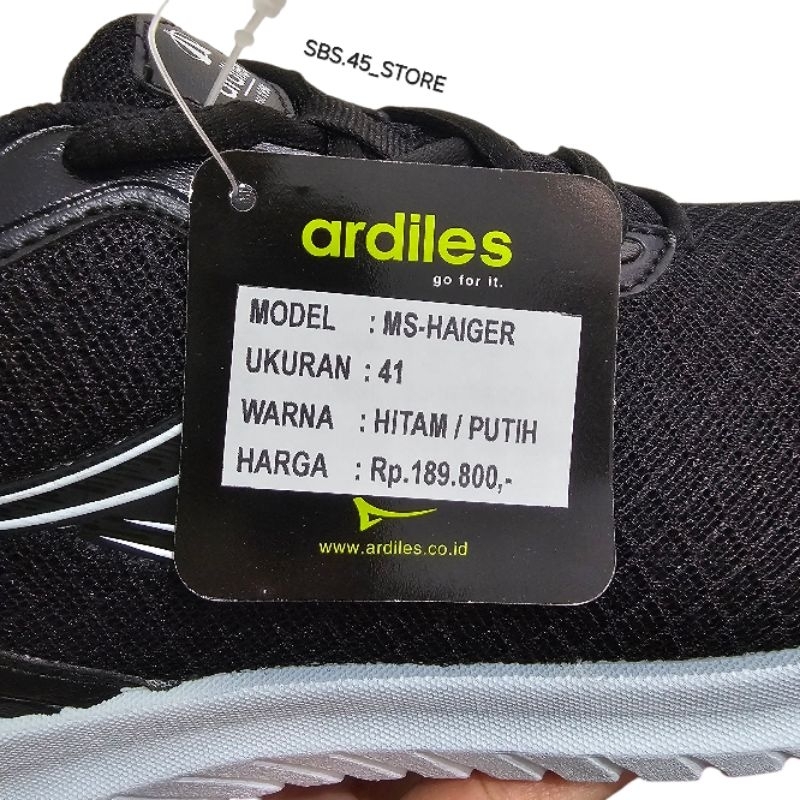 SBS.45_STORE
ardiles
go for it.
MODEL : MS-HAIGER
UKURAN : 41
WARNA : HITAM / PUTIH
HARGA : Rp.189.800,-
www.ardiles.co.id